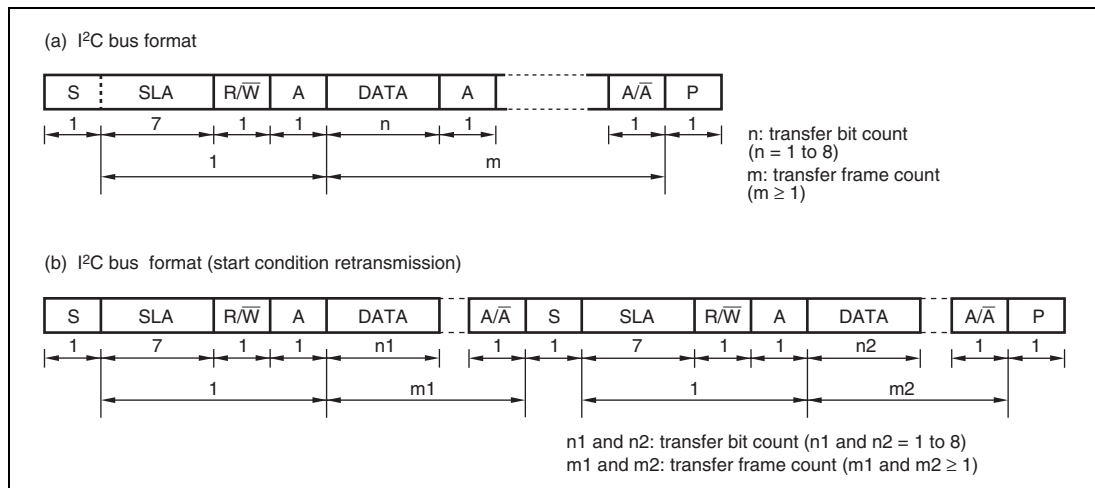 (a) I²C bus format
S SLA R/W̅ A DATA A A/A̅ P
1 7 1 1 n 1 1 1
1 m
n: transfer bit count
(n = 1 to 8)
m: transfer frame count
(m ≥ 1)
(b) I²C bus format (start condition retransmission)
S SLA R/W̅ A DATA A/A̅ S SLA R/W̅ A DATA A/A̅ P
1 7 1 1 n1 1 1 7 1 1 n2 1 1
1 m1 1 m2
n1 and n2: transfer bit count (n1 and n2 = 1 to 8)
m1 and m2: transfer frame count (m1 and m2 ≥ 1)